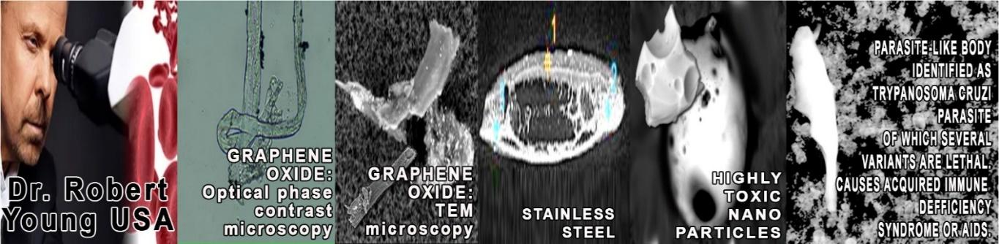 Dr. Robert
Young USA
GRAPHENE
OXIDE:
Optical phase
contrast
microscopy
GRAPHENE
OXIDE:
TEM
microscopy
1
2
STAINLESS
STEEL
HIGHLY
TOXIC
NANO
PARTICLES
PARASITE-LIKE BODY
IDENTIFIED AS
TRYPANOSOMA CRUZI
PARASITE
OF WHICH SEVERAL
VARIANTS ARE LETHAL.
CAUSES ACQUIRED IMMUNE
DEFFICIENCY
SYNDROME OR AIDS.